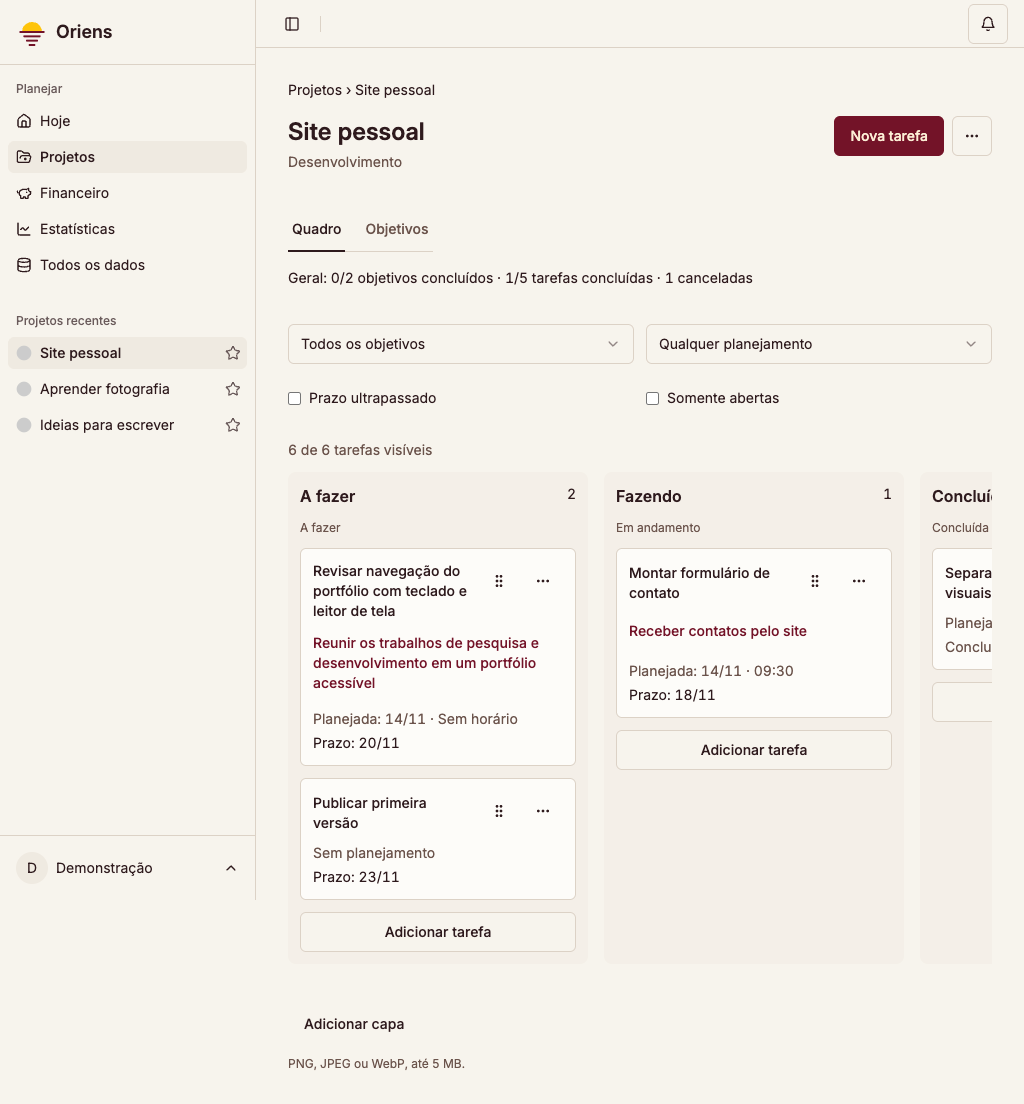 Oriens
Planejar
Hoje
Projetos
Financeiro
Estatísticas
Todos os dados
Projetos recentes
Site pessoal
Aprender fotografia
Ideias para escrever
D Demonstração
Projetos › Site pessoal
Site pessoal
Desenvolvimento
Nova tarefa
Quadro Objetivos
Geral: 0/2 objetivos concluídos · 1/5 tarefas concluídas · 1 canceladas
Todos os objetivos
Qualquer planejamento
Prazo ultrapassado
Somente abertas
6 de 6 tarefas visíveis
A fazer 2
A fazer
Revisar navegação do
portfólio com teclado e
leitor de tela
Reunir os trabalhos de pesquisa e
desenvolvimento em um portfólio
acessível
Planejada: 14/11 · Sem horário
Prazo: 20/11
Publicar primeira
versão
Sem planejamento
Prazo: 23/11
Adicionar tarefa
Fazendo 1
Em andamento
Montar formulário de
contato
Receber contatos pelo site
Planejada: 14/11 · 09:30
Prazo: 18/11
Adicionar tarefa
Concluí
Concluída
Separa
visuais
Planeja
Conclu
Adicionar capa
PNG, JPEG ou WebP, até 5 MB.